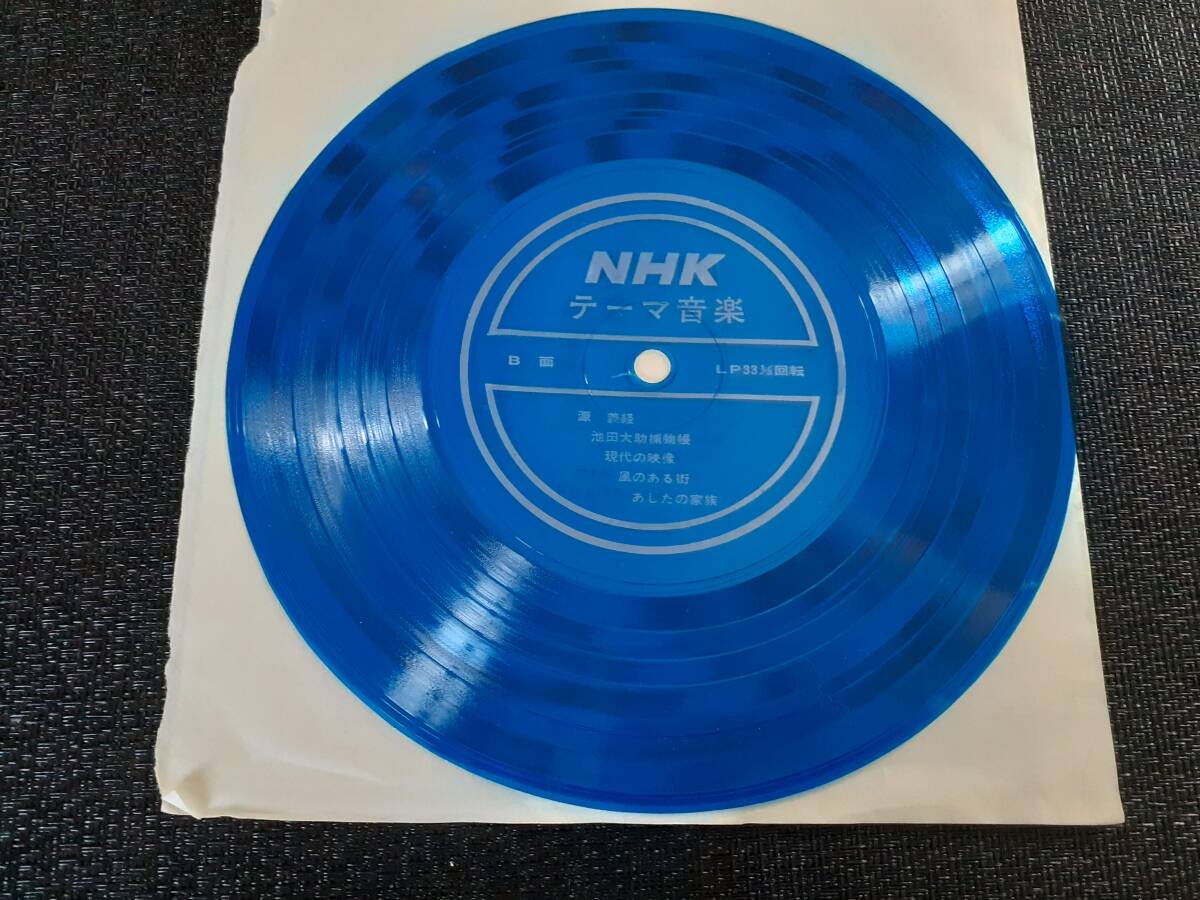 NHK
テーマ音楽
B面 LP33⅓回転
源 義経
池田大助捕物帳
現代の映像
風のある街
あしたの家族